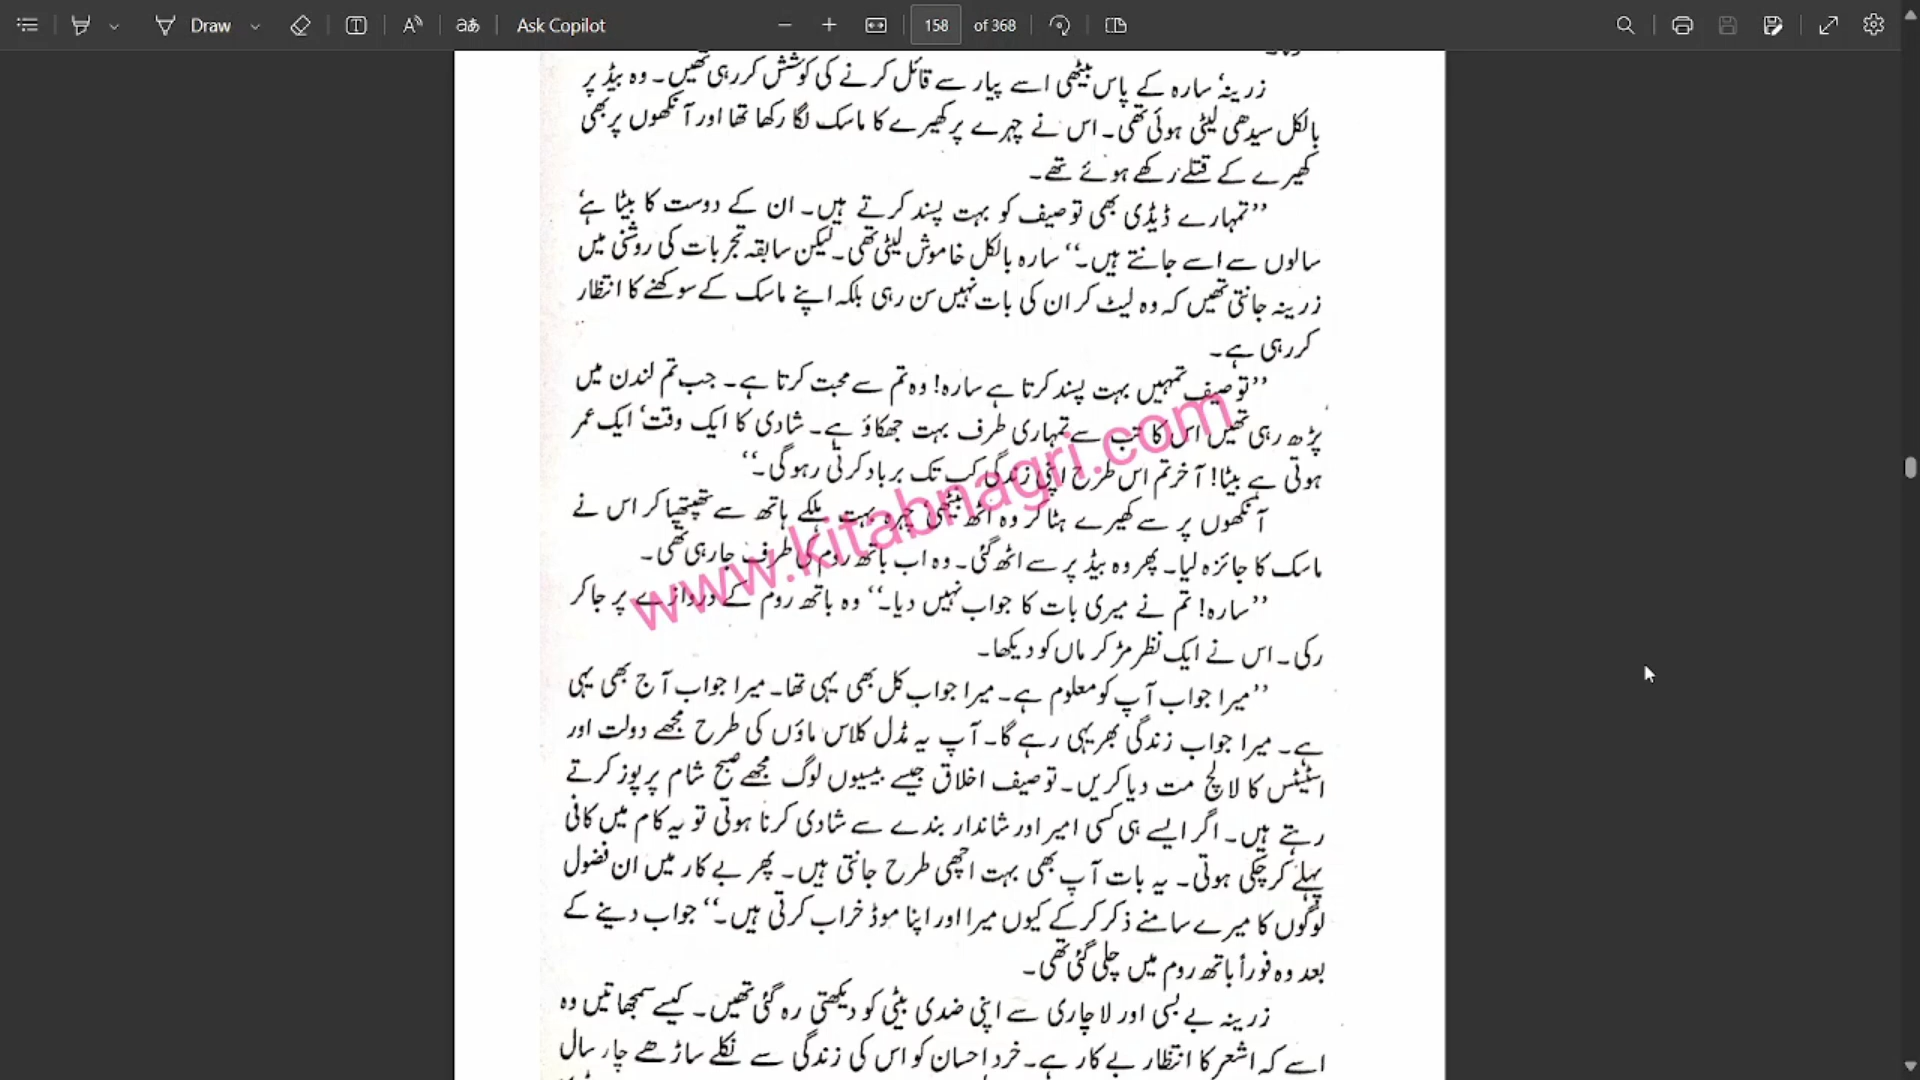 Draw
Ask Copilot
158 of 368
زرینہ‘ سارہ کے پاس بیٹھی اسے پیار سے قائل کرنے کی کوشش کر رہی تھیں۔ وہ بیڈ پر
بالکل سیدھی لیٹی ہوئی تھی۔ اس نے چہرے پر کھیرے کا ماسک لگا رکھا تھا اور آنکھوں پر بھی
کھیرے کے قتلے رکھے ہوئے تھے۔
’’تمہارے ڈیڈی بھی توصیف کو بہت پسند کرتے ہیں۔ ان کے دوست کا بیٹا ہے‘
سالوں سے اسے جانتے ہیں۔‘‘ سارہ بالکل خاموش لیٹی تھی۔ لیکن سابقہ تجربات کی روشنی میں
زرینہ جانتی تھیں کہ وہ لیٹ کر ان کی بات نہیں سن رہی بلکہ اپنے ماسک کے سوکھنے کا انتظار
کر رہی ہے۔
’’توصیف تمہیں بہت پسند کرتا ہے سارہ! وہ تم سے محبت کرتا ہے۔ جب تم لندن میں
پڑھ رہی تھیں اس کا تب سے تمہاری طرف بہت جھکاؤ ہے۔ شادی کا ایک وقت‘ ایک عمر
ہوتی ہے بیٹا! آخر تم اس طرح اپنی زندگی کب تک برباد کرتی رہو گی۔‘‘
آنکھوں پر سے کھیرے ہٹا کر وہ اٹھ بیٹھی‘ چہرہ بہت ہلکے ہاتھ سے تھپتھپا کر اس نے
ماسک کا جائزہ لیا۔ پھر وہ بیڈ پر سے اٹھ گئی۔ وہ اب باتھ روم کی طرف جا رہی تھی۔
’’سارہ! تم نے میری بات کا جواب نہیں دیا۔‘‘ وہ باتھ روم کے دروازے پر جا کر
رکی۔ اس نے ایک نظر مڑ کر ماں کو دیکھا۔
’’میرا جواب آپ کو معلوم ہے۔ میرا جواب کل بھی یہی تھا۔ میرا جواب آج بھی یہی
ہے۔ میرا جواب زندگی بھر یہی رہے گا۔ آپ یہ مڈل کلاس ماؤں کی طرح مجھے دولت اور
اسٹیٹس کا لالچ مت دیا کریں۔ توصیف اخلاق جیسے بیسیوں لوگ مجھے صبح شام پرپوز کرتے
رہتے ہیں۔ اگر ایسے ہی کسی امیر اور شاندار بندے سے شادی کرنا ہوتی تو یہ کام میں کافی
پہلے کر چکی ہوتی۔ یہ بات آپ بھی بہت اچھی طرح جانتی ہیں۔ پھر بے کار میں ان فضول
لوگوں کا میرے سامنے ذکر کر کے کیوں میرا اور اپنا موڈ خراب کرتی ہیں۔‘‘ جواب دینے کے
بعد وہ فوراً باتھ روم میں چلی گئی تھی۔
زرینہ بے بسی اور لاچاری سے اپنی ضدی بیٹی کو دیکھتی رہ گئی تھیں۔ کیسے سمجھاتیں وہ
اسے کہ اشعر کا انتظار بے کار ہے۔ خرد احسان کو اس کی زندگی سے نکلے ساڑھے چار سال
www.kitabnagri.com